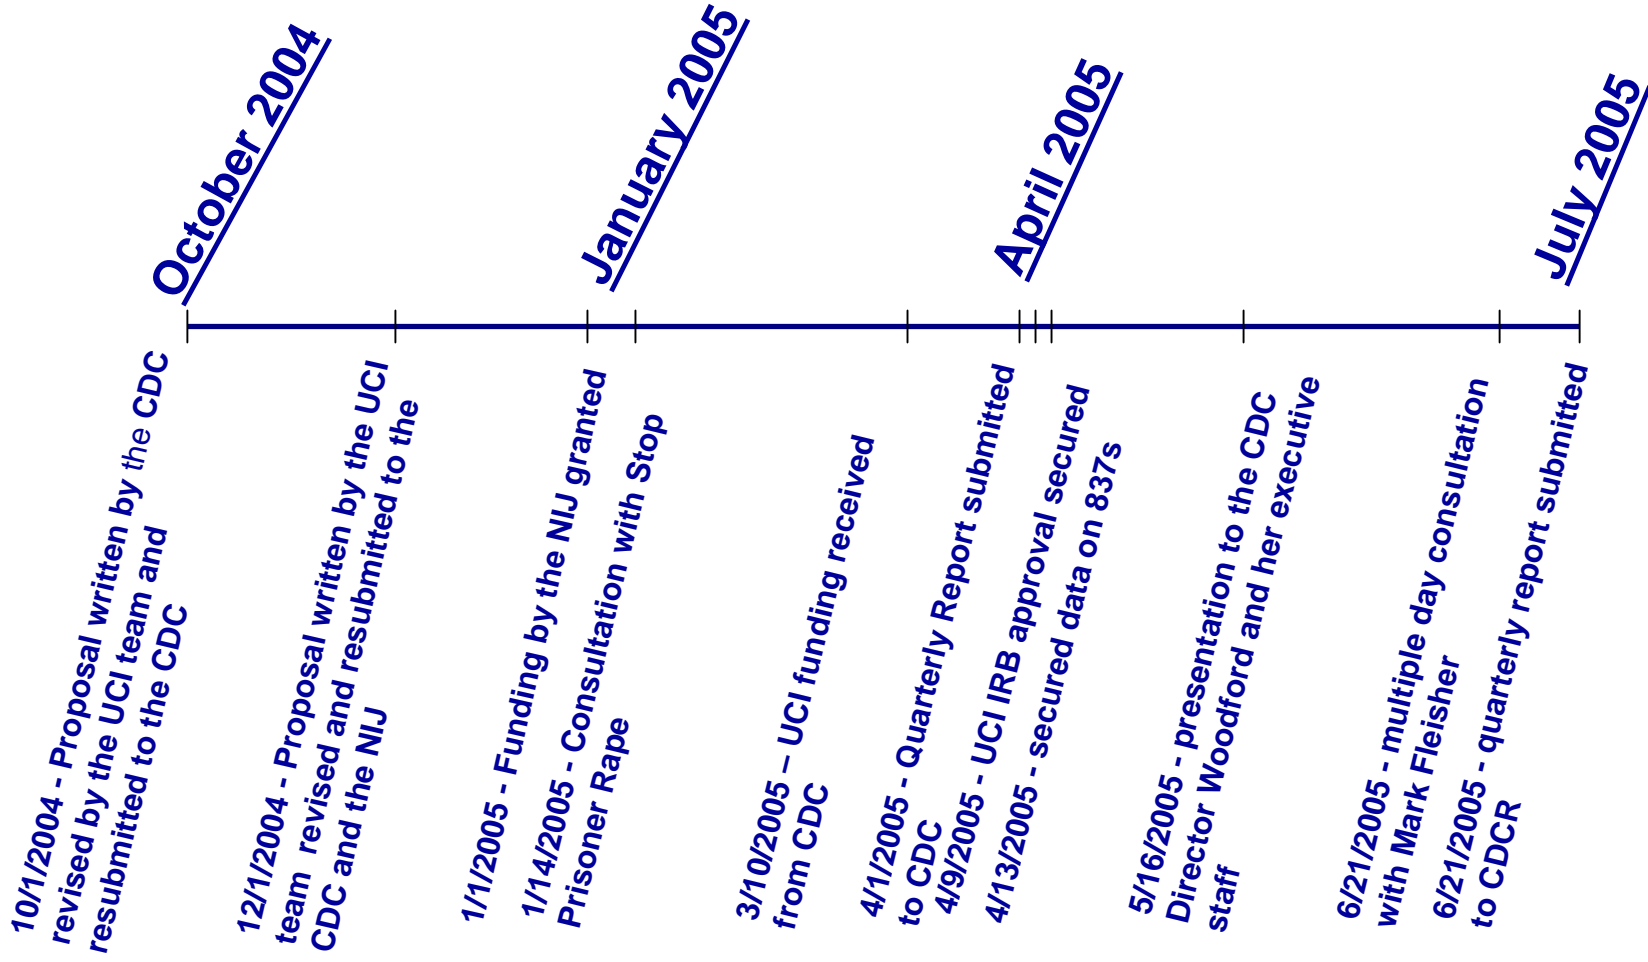 October 2004
January 2005
April 2005
July 2005
10/1/2004 - Proposal written by the CDC
revised by the UCI team and
resubmitted to the CDC
12/1/2004 - Proposal written by the UCI
team  revised and resubmitted to the
CDC and the NIJ
1/1/2005 - Funding by the NIJ granted
1/14/2005 - Consultation with Stop
Prisoner Rape
3/10/2005 – UCI funding received
from CDC
4/1/2005 - Quarterly Report submitted
to CDC
4/9/2005 - UCI IRB approval secured
4/13/2005 - secured data on 837s
5/16/2005 - presentation to the CDC
Director Woodford and her executive
staff
6/21/2005 - multiple day consultation
with Mark Fleisher
6/21/2005 - quarterly report submitted
to CDCR